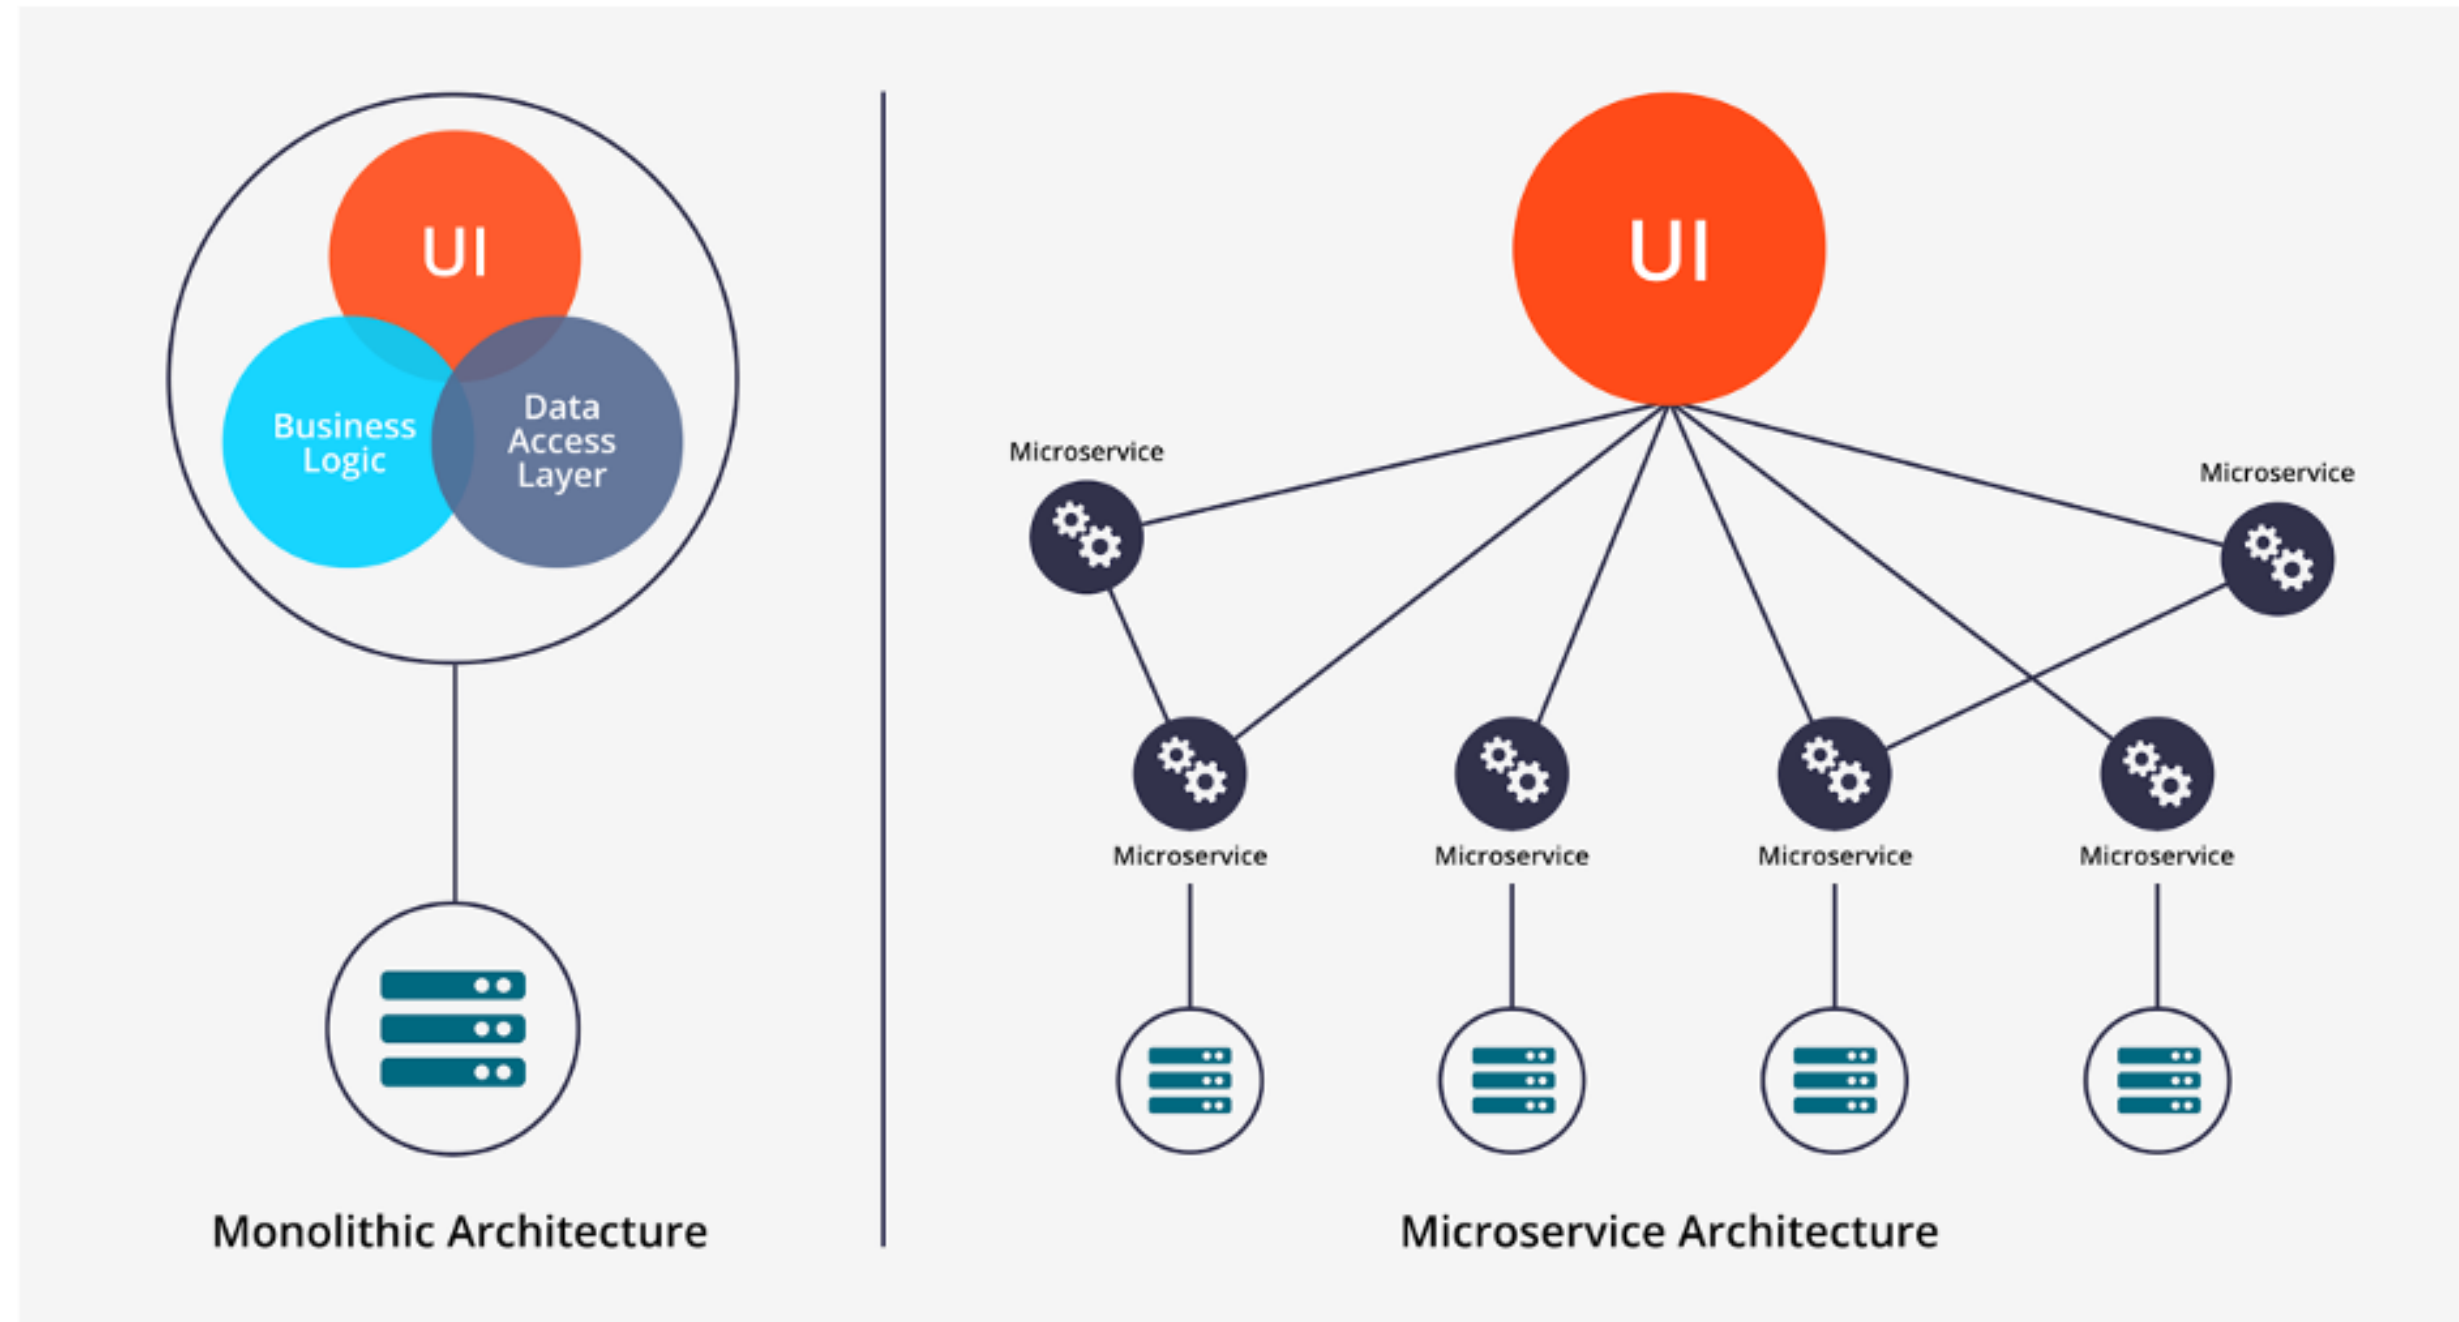 UI
Business
Logic
Data
Access
Layer
Monolithic Architecture
UI
Microservice
Microservice
Microservice
Microservice
Microservice
Microservice
Microservice Architecture